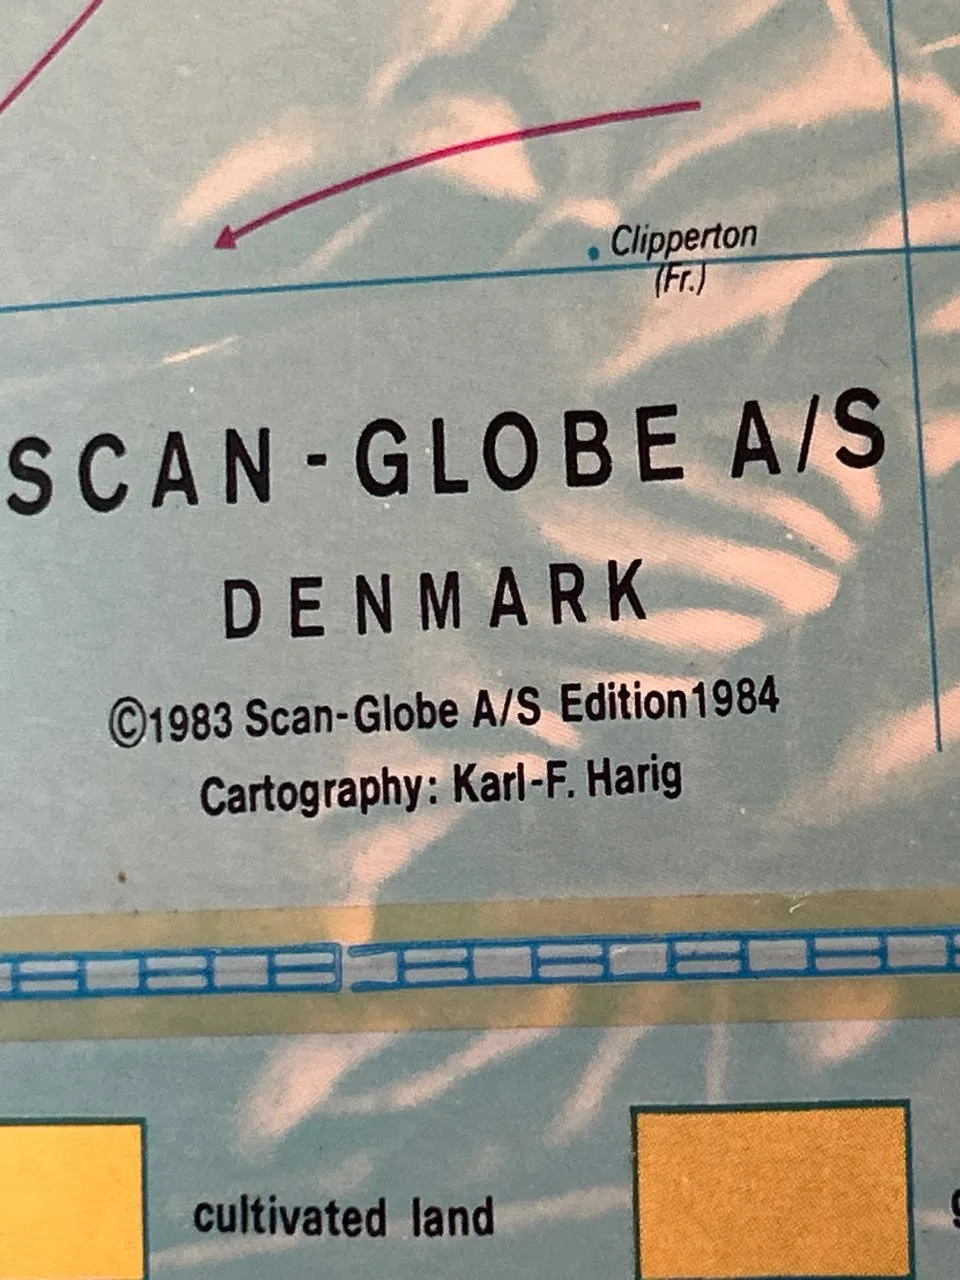 Clipperton
(Fr.)
SCAN-GLOBE A/S
DENMARK
©1983 Scan-Globe A/S Edition1984
Cartography: Karl-F. Harig
cultivated land